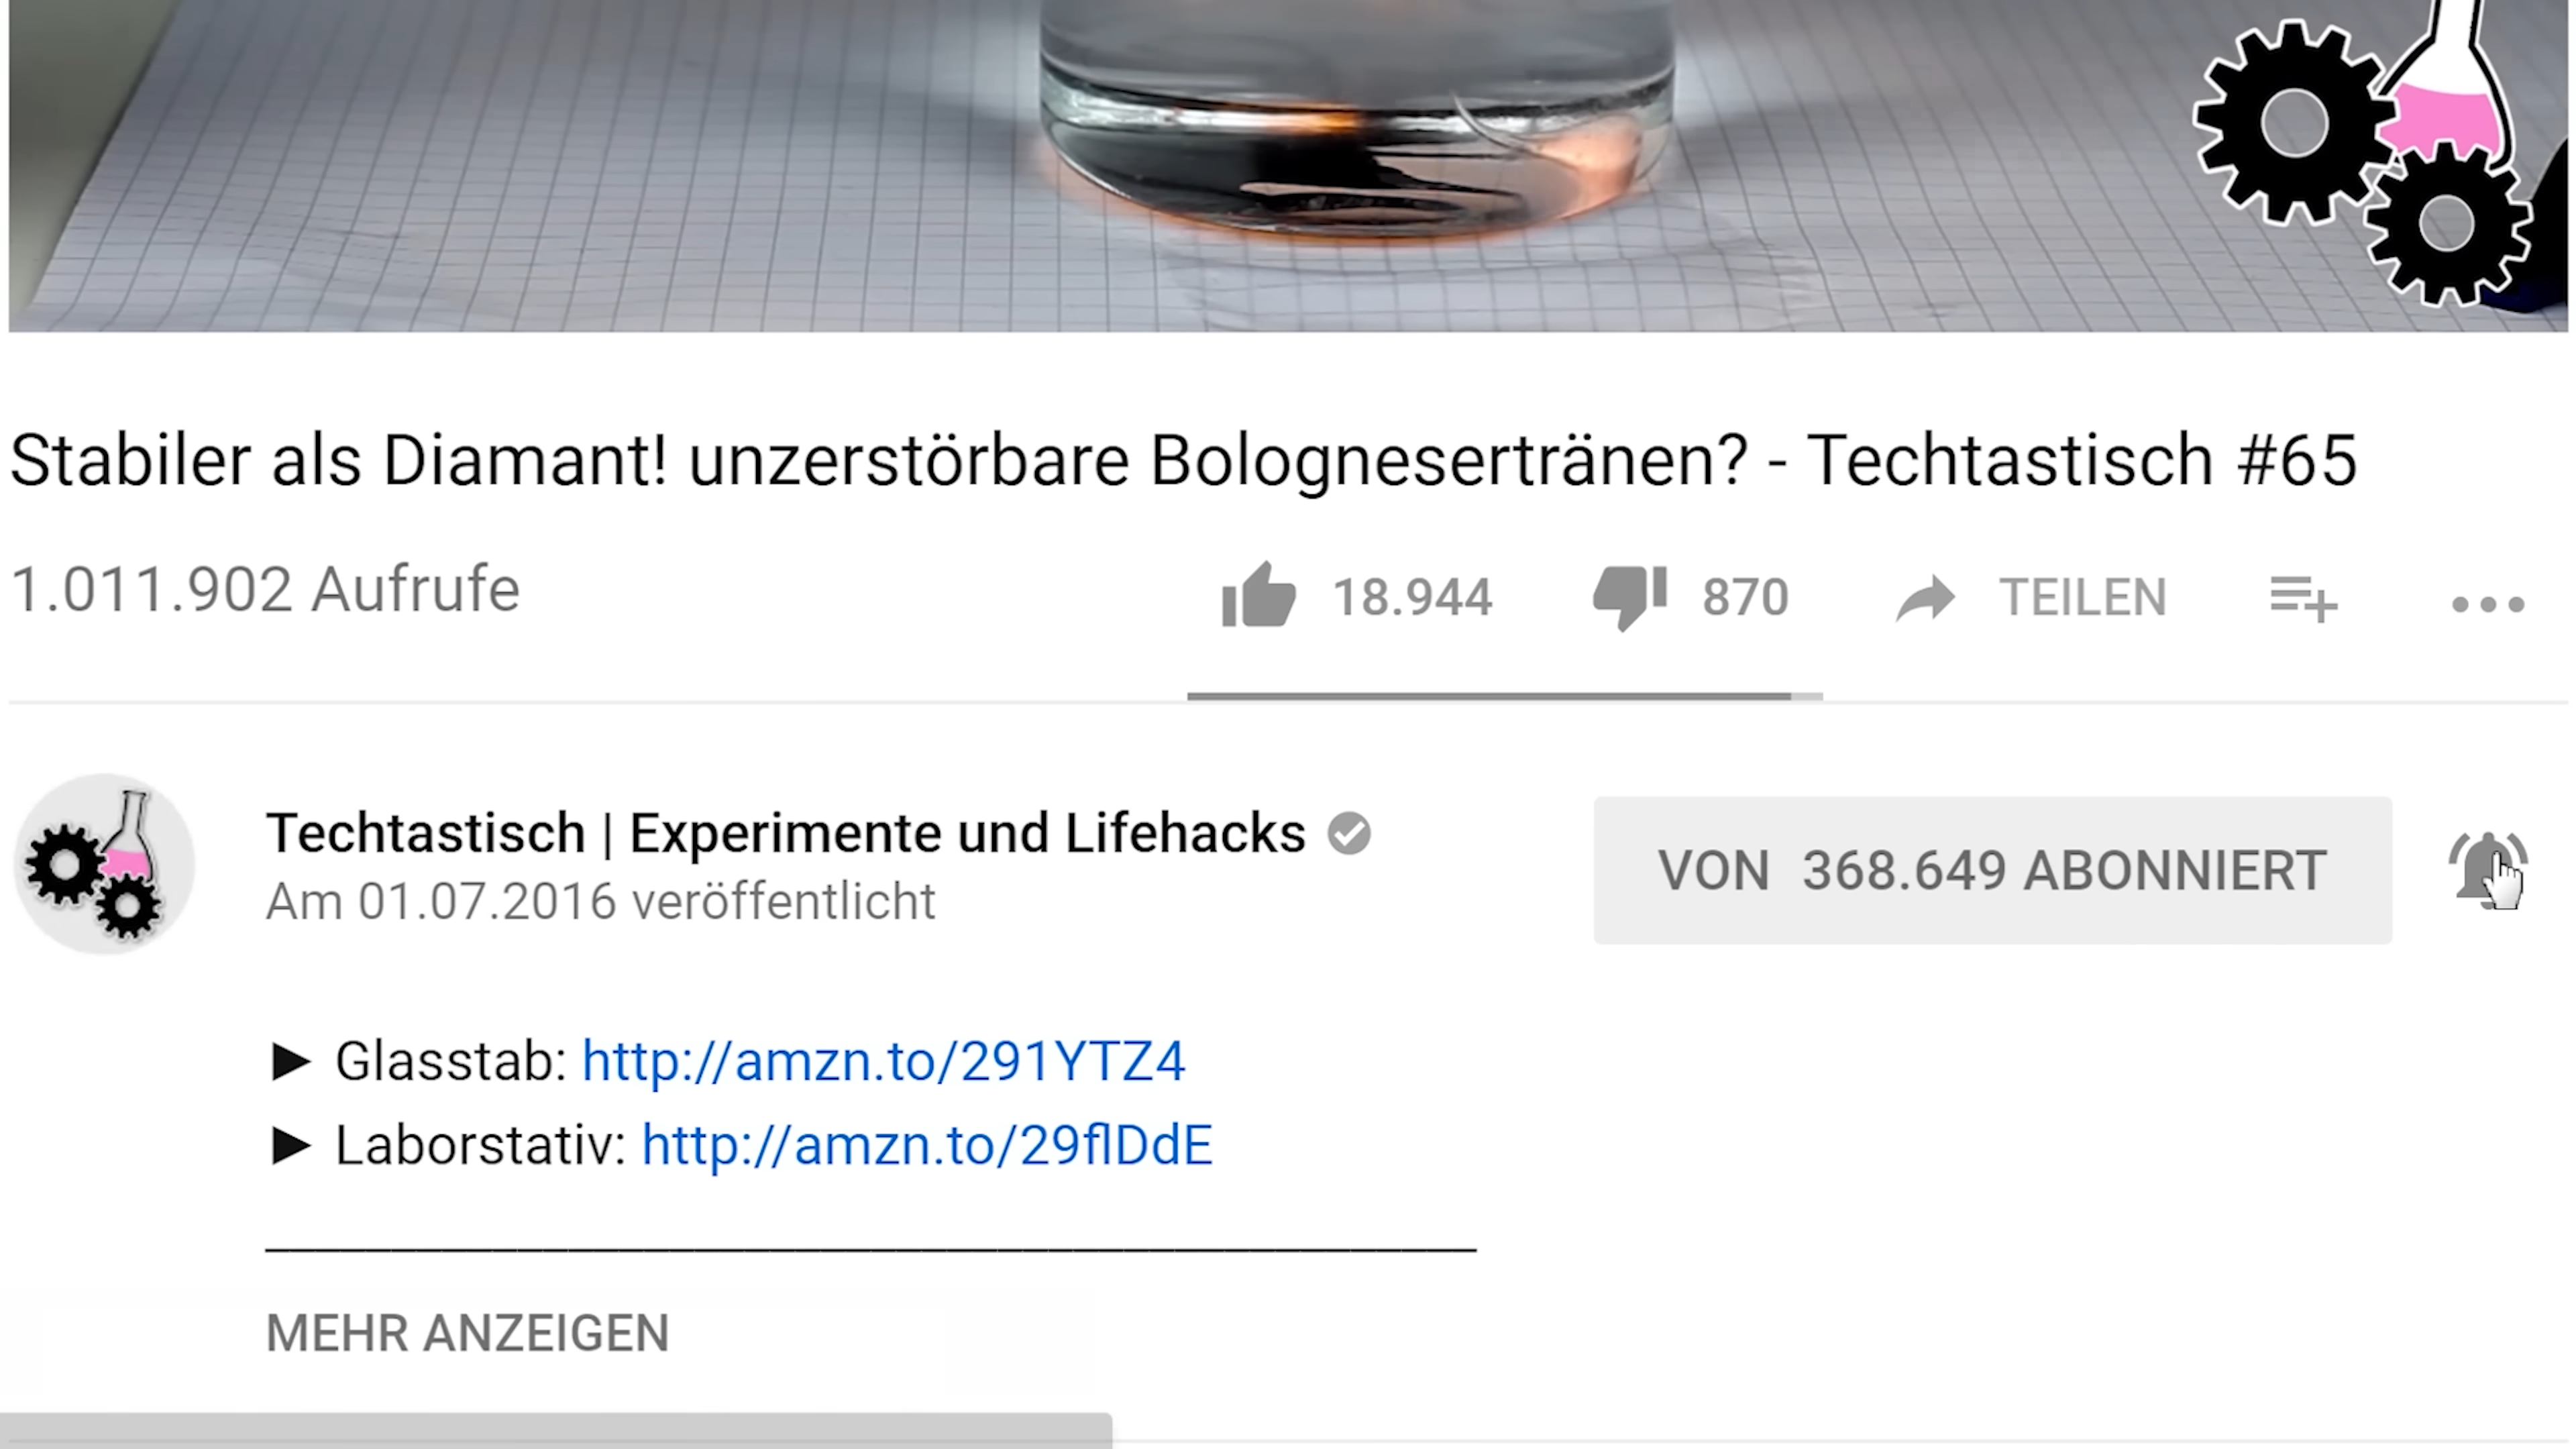 Stabiler als Diamant! unzerstörbare Bolognesertränen? - Techtastisch #65
1.011.902 Aufrufe
18.944
870
TEILEN
Techtastisch | Experimente und Lifehacks
Am 01.07.2016 veröffentlicht
VON 368.649 ABONNIERT
► Glasstab: http://amzn.to/291YTZ4
► Laborstativ: http://amzn.to/29flDdE
MEHR ANZEIGEN